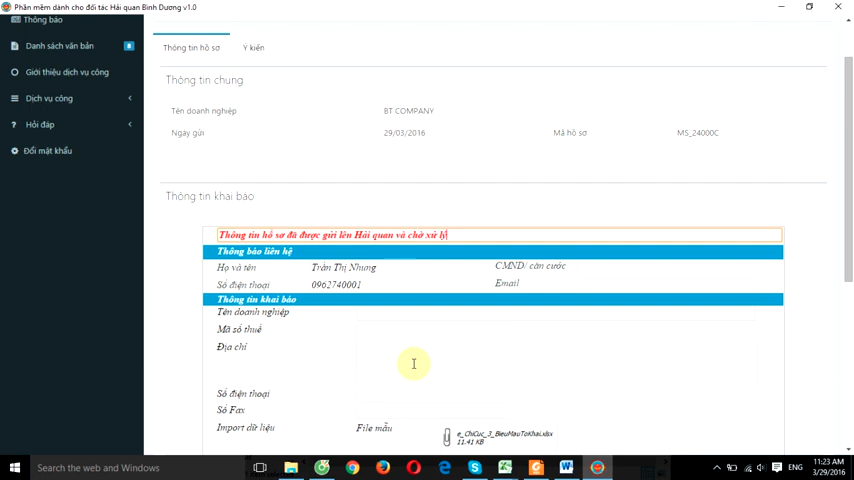 Phần mềm dành cho đối tác Hải quan Bình Dương v1.0
Thông báo
Danh sách văn bản 8
Giới thiệu dịch vụ công
Dịch vụ công
Hỏi đáp
Đổi mật khẩu
Thông tin hồ sơ Ý kiến
Thông tin chung
Tên doanh nghiệp BT COMPANY
Ngày gửi 29/03/2016 Mã hồ sơ MS_24000C
Thông tin khai báo
Thông tin hồ sơ đã được gửi lên Hải quan và chờ xử lý
Thông báo liên hệ
Họ và tên Trần Thị Nhưng CMND/ căn cước
Số điện thoại 0962740001 Email
Thông tin khai báo
Tên doanh nghiệp
Mã số thuế
Địa chỉ
Số điện thoại
Số Fax
Import dữ liệu File mẫu e_ChiCuc_3_BieuMauToKhai.xlsx
11.41 KB
Search the web and Windows
ENG
11:23 AM
3/29/2016